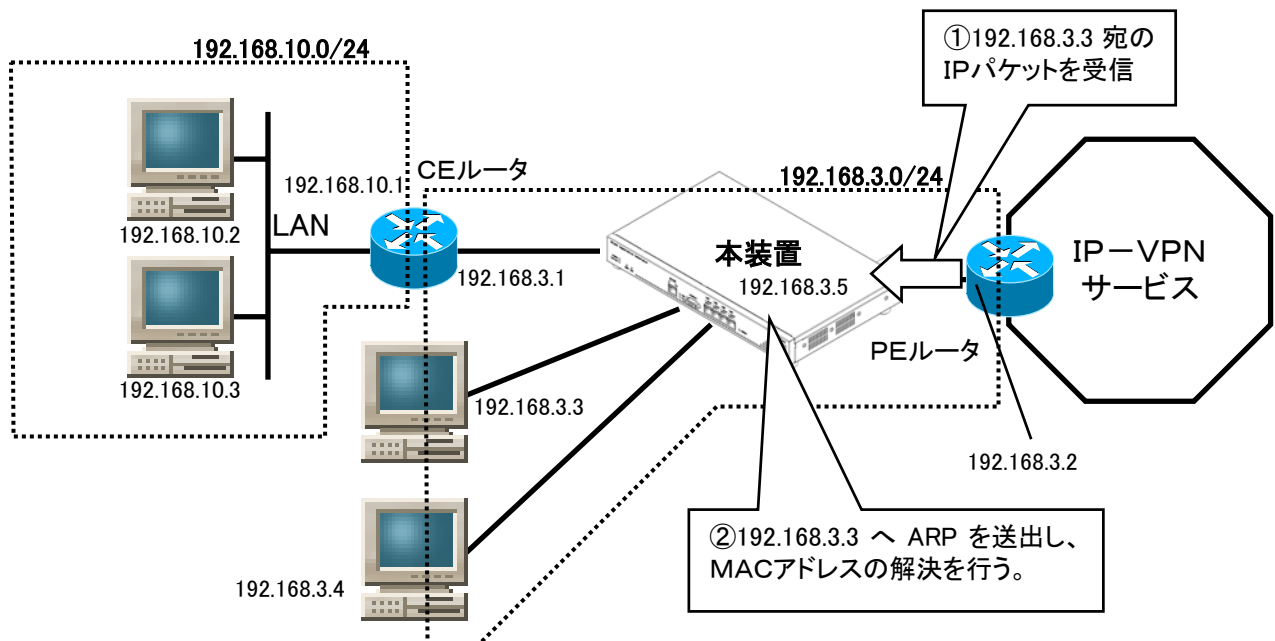 192.168.10.0/24
①192.168.3.3 宛の
IPパケットを受信
192.168.10.1
CEルータ
192.168.3.0/24
192.168.10.2
LAN
本装置
192.168.3.5
192.168.3.1
IP－VPN
サービス
PEルータ
192.168.10.3
192.168.3.3
192.168.3.2
②192.168.3.3 へ ARP を送出し、
MACアドレスの解決を行う。
192.168.3.4